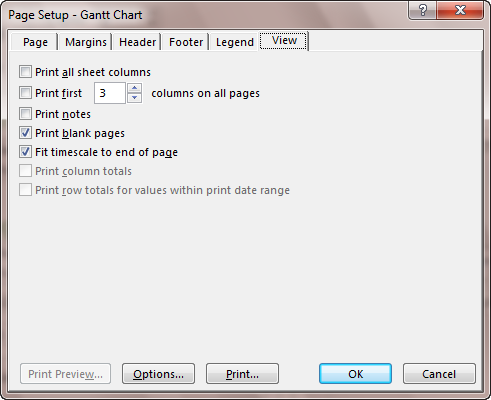 Page Setup - Gantt Chart
Page Margins Header Footer Legend View
Print all sheet columns
Print first 3 columns on all pages
Print notes
Print blank pages
Fit timescale to end of page
Print column totals
Print row totals for values within print date range
Print Preview... Options... Print... OK Cancel